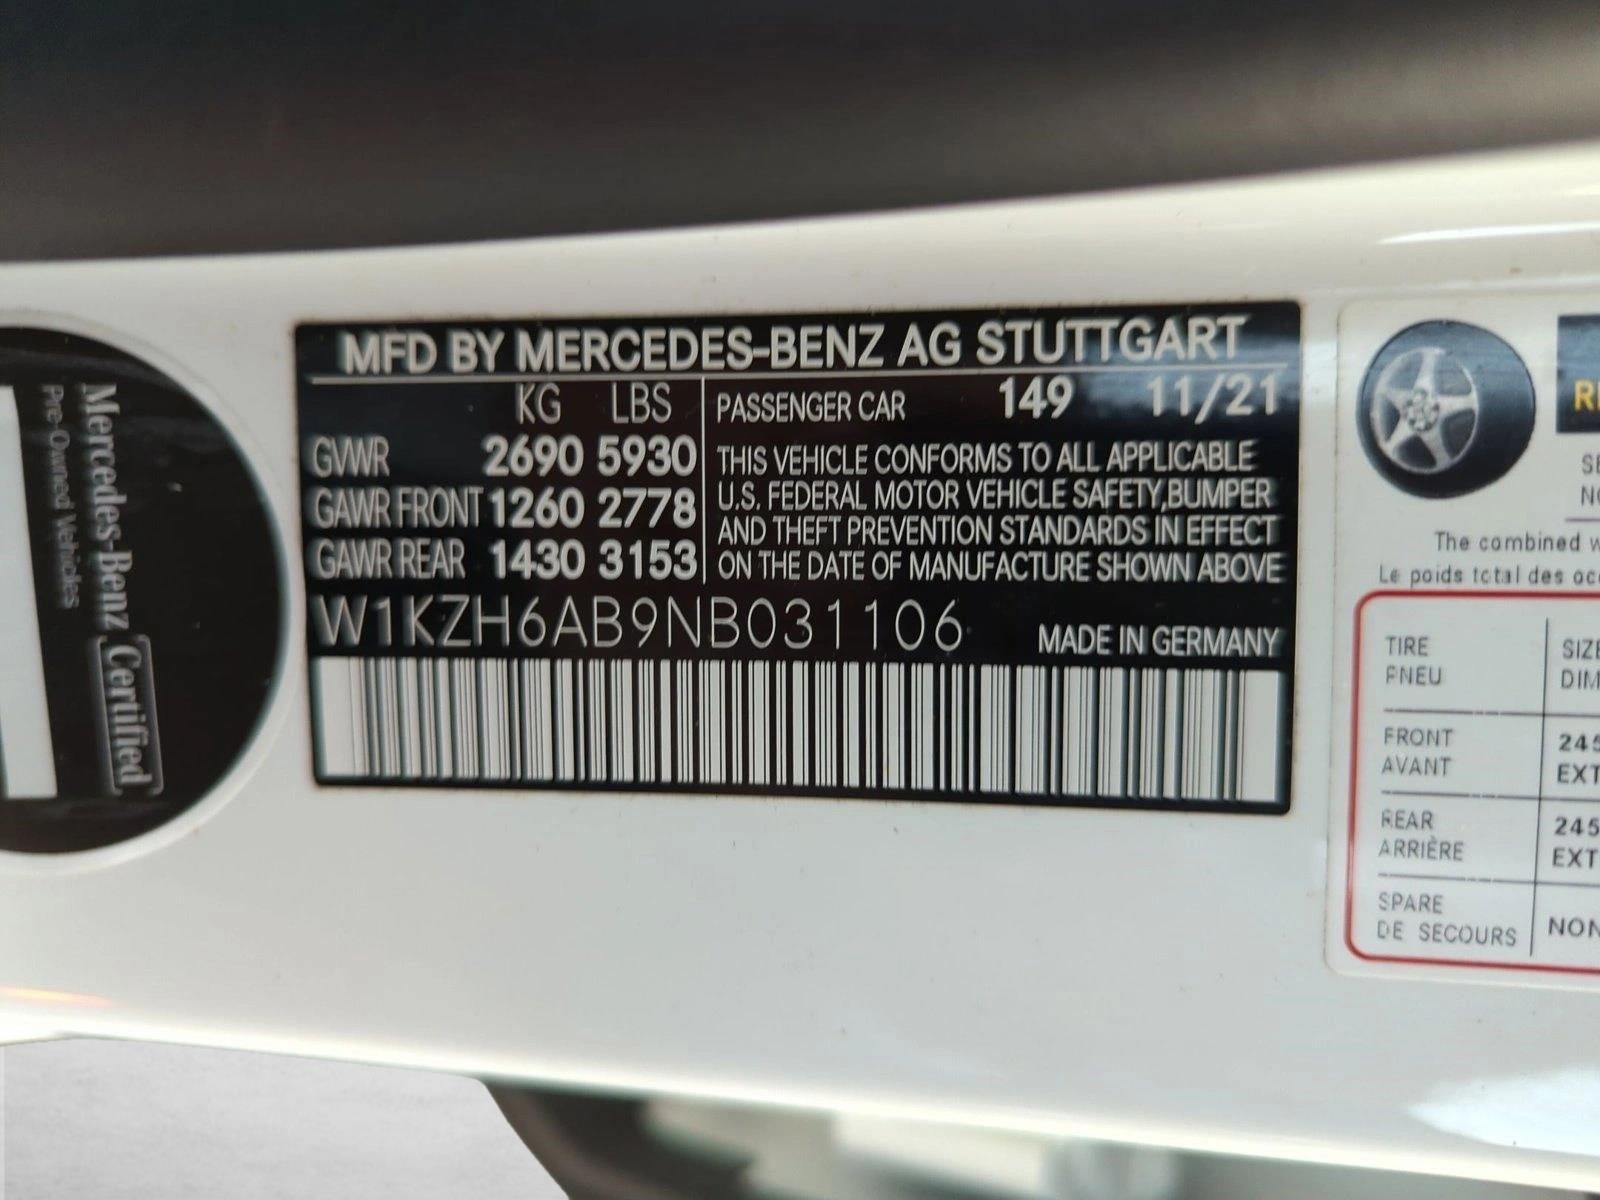 MFD BY MERCEDES-BENZ AG STUTTGART
KG LBS
GVWR 2690 5930
GAWR FRONT 1260 2778
GAWR REAR 1430 3153
PASSENGER CAR 149 11/21
THIS VEHICLE CONFORMS TO ALL APPLICABLE
U.S. FEDERAL MOTOR VEHICLE SAFETY,BUMPER
AND THEFT PREVENTION STANDARDS IN EFFECT
ON THE DATE OF MANUFACTURE SHOWN ABOVE
W1KZH6AB9NB031106 MADE IN GERMANY
Mercedes-Benz Certified
Pre-Owned Vehicles
The combined
Le poids total des
TIRE
PNEU
FRONT 245
AVANT
REAR 245
ARRIÈRE
SPARE
DE SECOURS